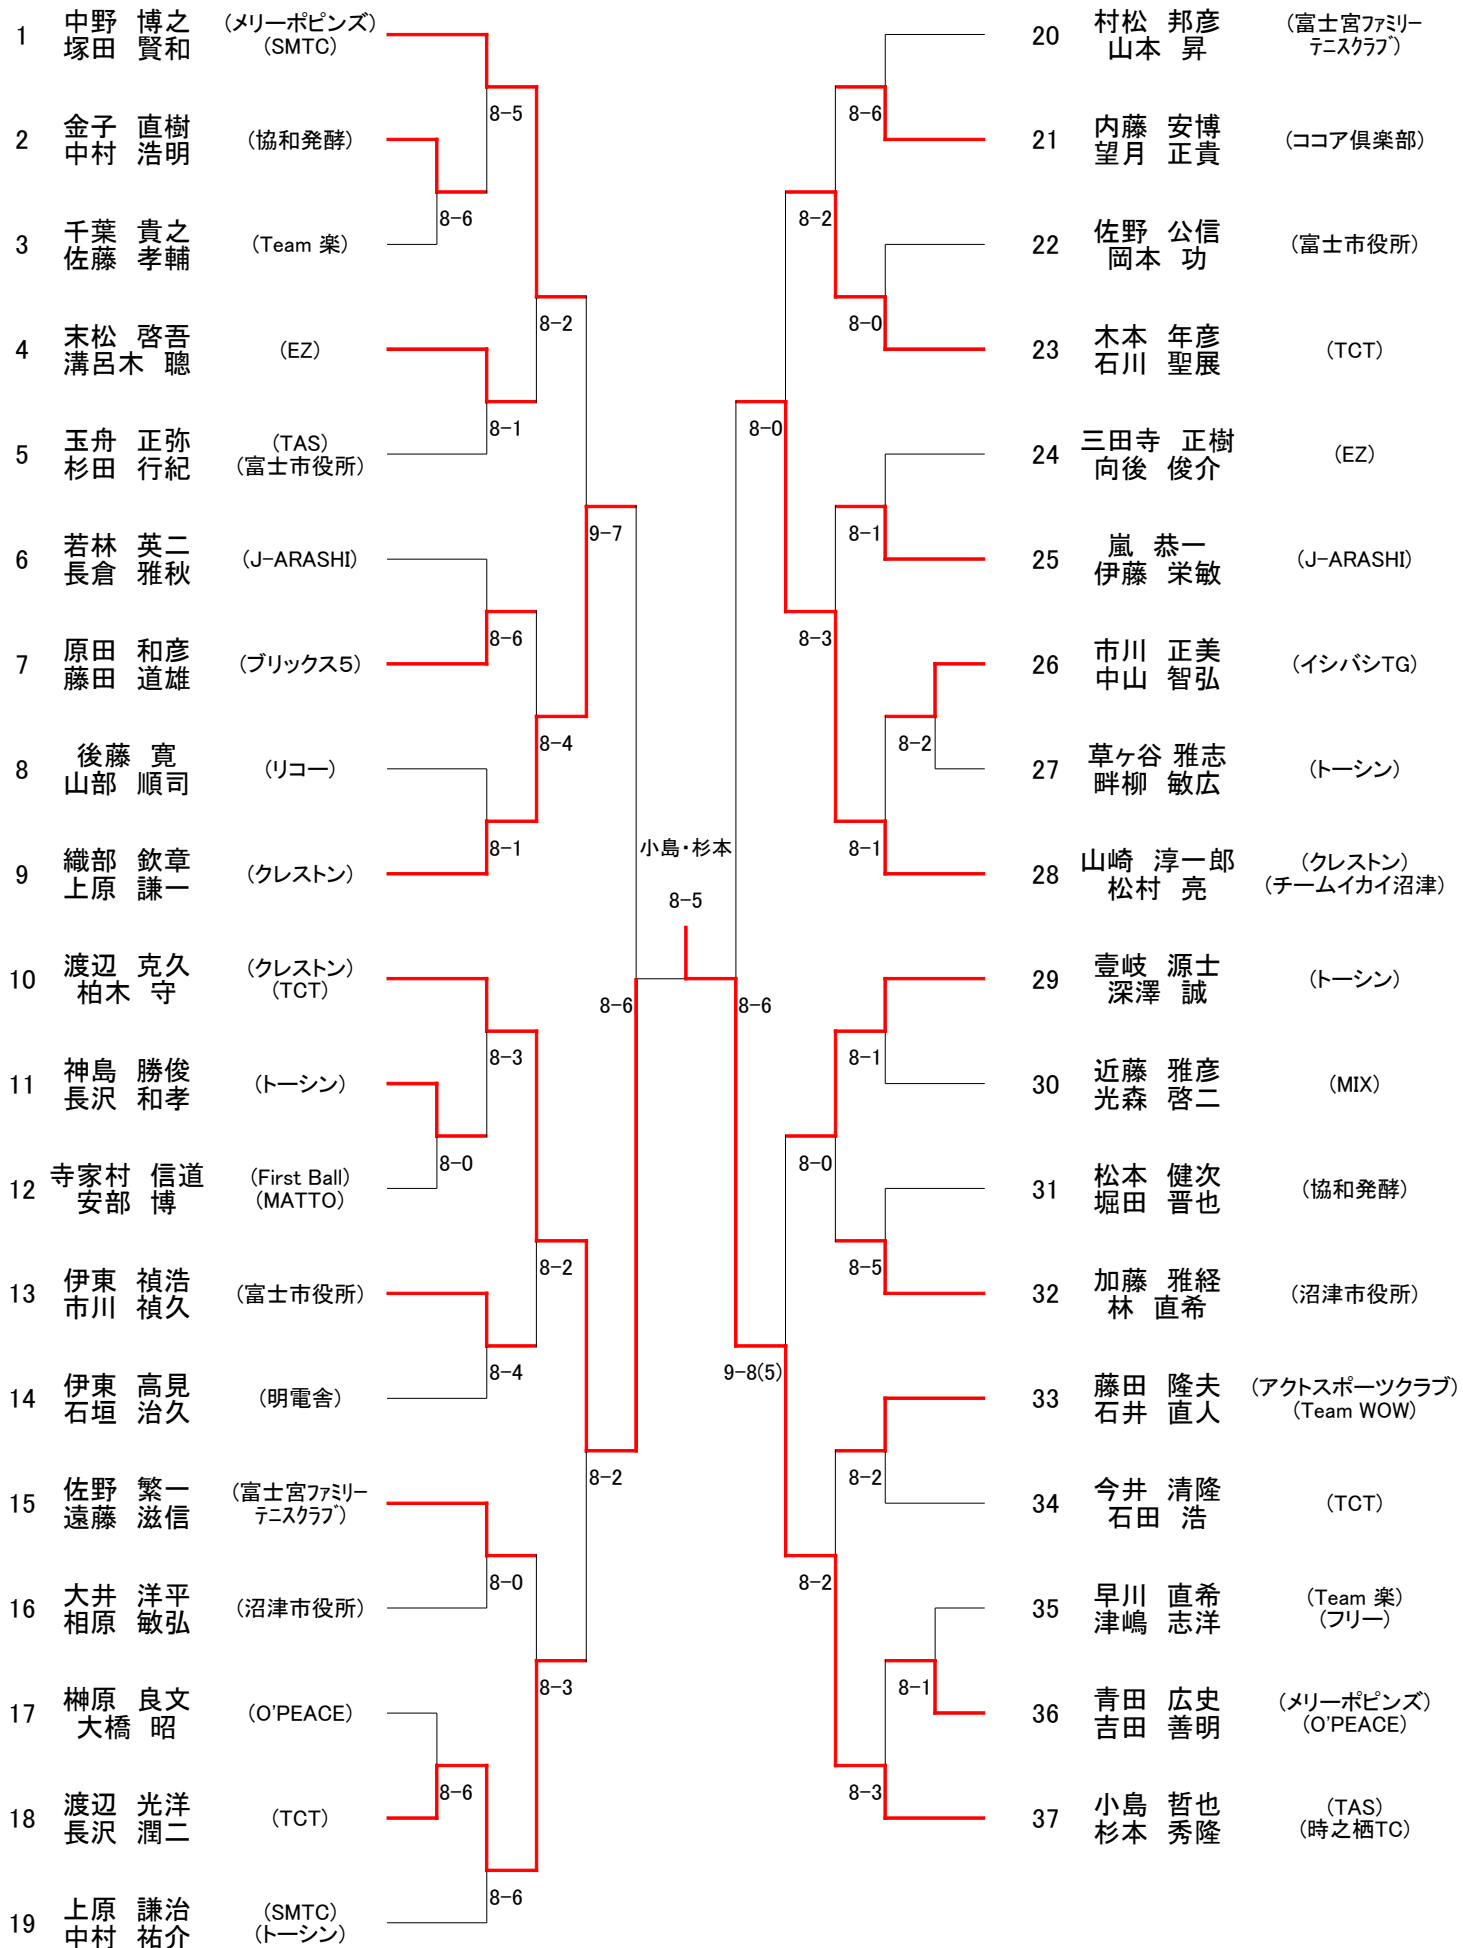 1
中野 博之
塚田 賢和
(メリーポピンズ)
(SMTC)
8-5
2
金子 直樹
中村 浩明
(協和発酵)
8-6
3
千葉 貴之
佐藤 孝輔
(Team 楽)
8-2
4
末松 啓吾
溝呂木 聰
(EZ)
8-1
5
玉舟 正弥
杉田 行紀
(TAS)
(富士市役所)
9-7
6
若林 英二
長倉 雅秋
(J-ARASHI)
8-6
7
原田 和彦
藤田 道雄
(ブリックス5)
8-4
8
後藤 寛
山部 順司
(リコー)
8-1
9
織部 欽章
上原 謙一
(クレストン)
10
渡辺 克久
柏木 守
(クレストン)
(TCT)
8-6
8-3
11
神島 勝俊
長沢 和孝
(トーシン)
8-0
12
寺家村 信道
安部 博
(First Ball)
(MATTO)
8-2
13
伊東 禎浩
市川 禎久
(富士市役所)
8-4
14
伊東 高見
石垣 治久
(明電舎)
8-2
15
佐野 繁一
遠藤 滋信
(富士宮ファミリー
テニスクラブ)
8-0
16
大井 洋平
相原 敏弘
(沼津市役所)
8-3
17
榊原 良文
大橋 昭
(O'PEACE)
8-6
18
渡辺 光洋
長沢 潤二
(TCT)
8-6
19
上原 謙治
中村 祐介
(SMTC)
(トーシン)
小島・杉本
8-5
20
村松 邦彦
山本 昇
(富士宮ファミリー
テニスクラブ)
8-6
21
内藤 安博
望月 正貴
(ココア倶楽部)
8-2
22
佐野 公信
岡本 功
(富士市役所)
8-0
23
木本 年彦
石川 聖展
(TCT)
8-0
24
三田寺 正樹
向後 俊介
(EZ)
8-1
25
嵐 恭一
伊藤 栄敏
(J-ARASHI)
8-3
26
市川 正美
中山 智弘
(イシバシTG)
8-2
27
草ヶ谷 雅志
畔柳 敏広
(トーシン)
8-1
28
山崎 淳一郎
松村 亮
(クレストン)
(チームイカイ沼津)
8-6
29
壹岐 源士
深澤 誠
(トーシン)
8-1
30
近藤 雅彦
光森 啓二
(MIX)
8-0
31
松本 健次
堀田 晋也
(協和発酵)
8-5
32
加藤 雅経
林 直希
(沼津市役所)
9-8(5)
33
藤田 隆夫
石井 直人
(アクトスポーツクラブ)
(Team WOW)
8-2
34
今井 清隆
石田 浩
(TCT)
8-2
35
早川 直希
津嶋 志洋
(Team 楽)
(フリー)
8-1
36
青田 広史
吉田 善明
(メリーポピンズ)
(O'PEACE)
8-3
37
小島 哲也
杉本 秀隆
(TAS)
(時之栖TC)